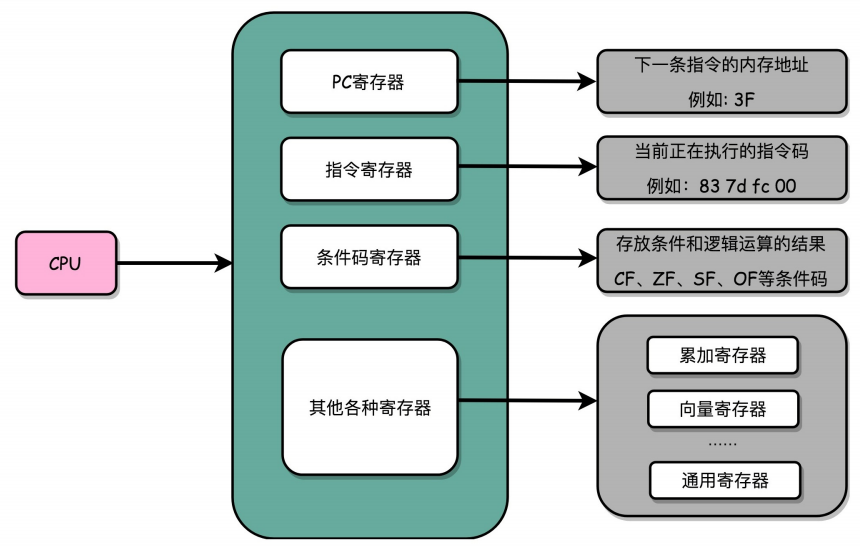 CPU
PC寄存器
下一条指令的内存地址
例如: 3F
指令寄存器
当前正在执行的指令码
例如：83 7d fc 00
条件码寄存器
存放条件和逻辑运算的结果
CF、ZF、SF、OF等条件码
其他各种寄存器
累加寄存器
向量寄存器
……
通用寄存器